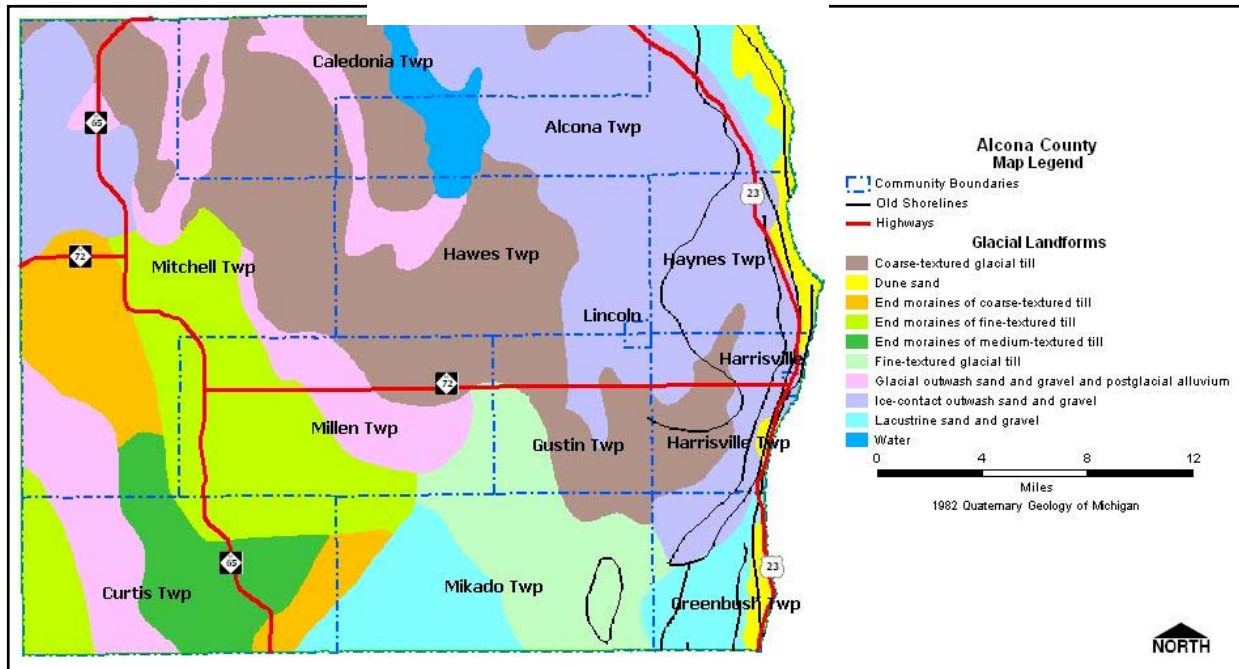 Caledonia Twp
65
Alcona Twp
23
72
Mitchell Twp
Hawes Twp
Haynes Twp
Lincoln
Harrisville
72
Millen Twp
Gustin Twp
Harrisville Twp
65
Curtis Twp
Mikado Twp
23
Greenbush Twp
Alcona County
Map Legend
Community Boundaries
Old Shorelines
Highways
Glacial Landforms
Coarse-textured glacial till
Dune sand
End moraines of coarse-textured till
End moraines of fine-textured till
End moraines of medium-textured till
Fine-textured glacial till
Glacial outwash sand and gravel and postglacial alluvium
Ice-contact outwash sand and gravel
Lacustrine sand and gravel
Water
0 4 8 12
Miles
1982 Quaternary Geology of Michigan
NORTH